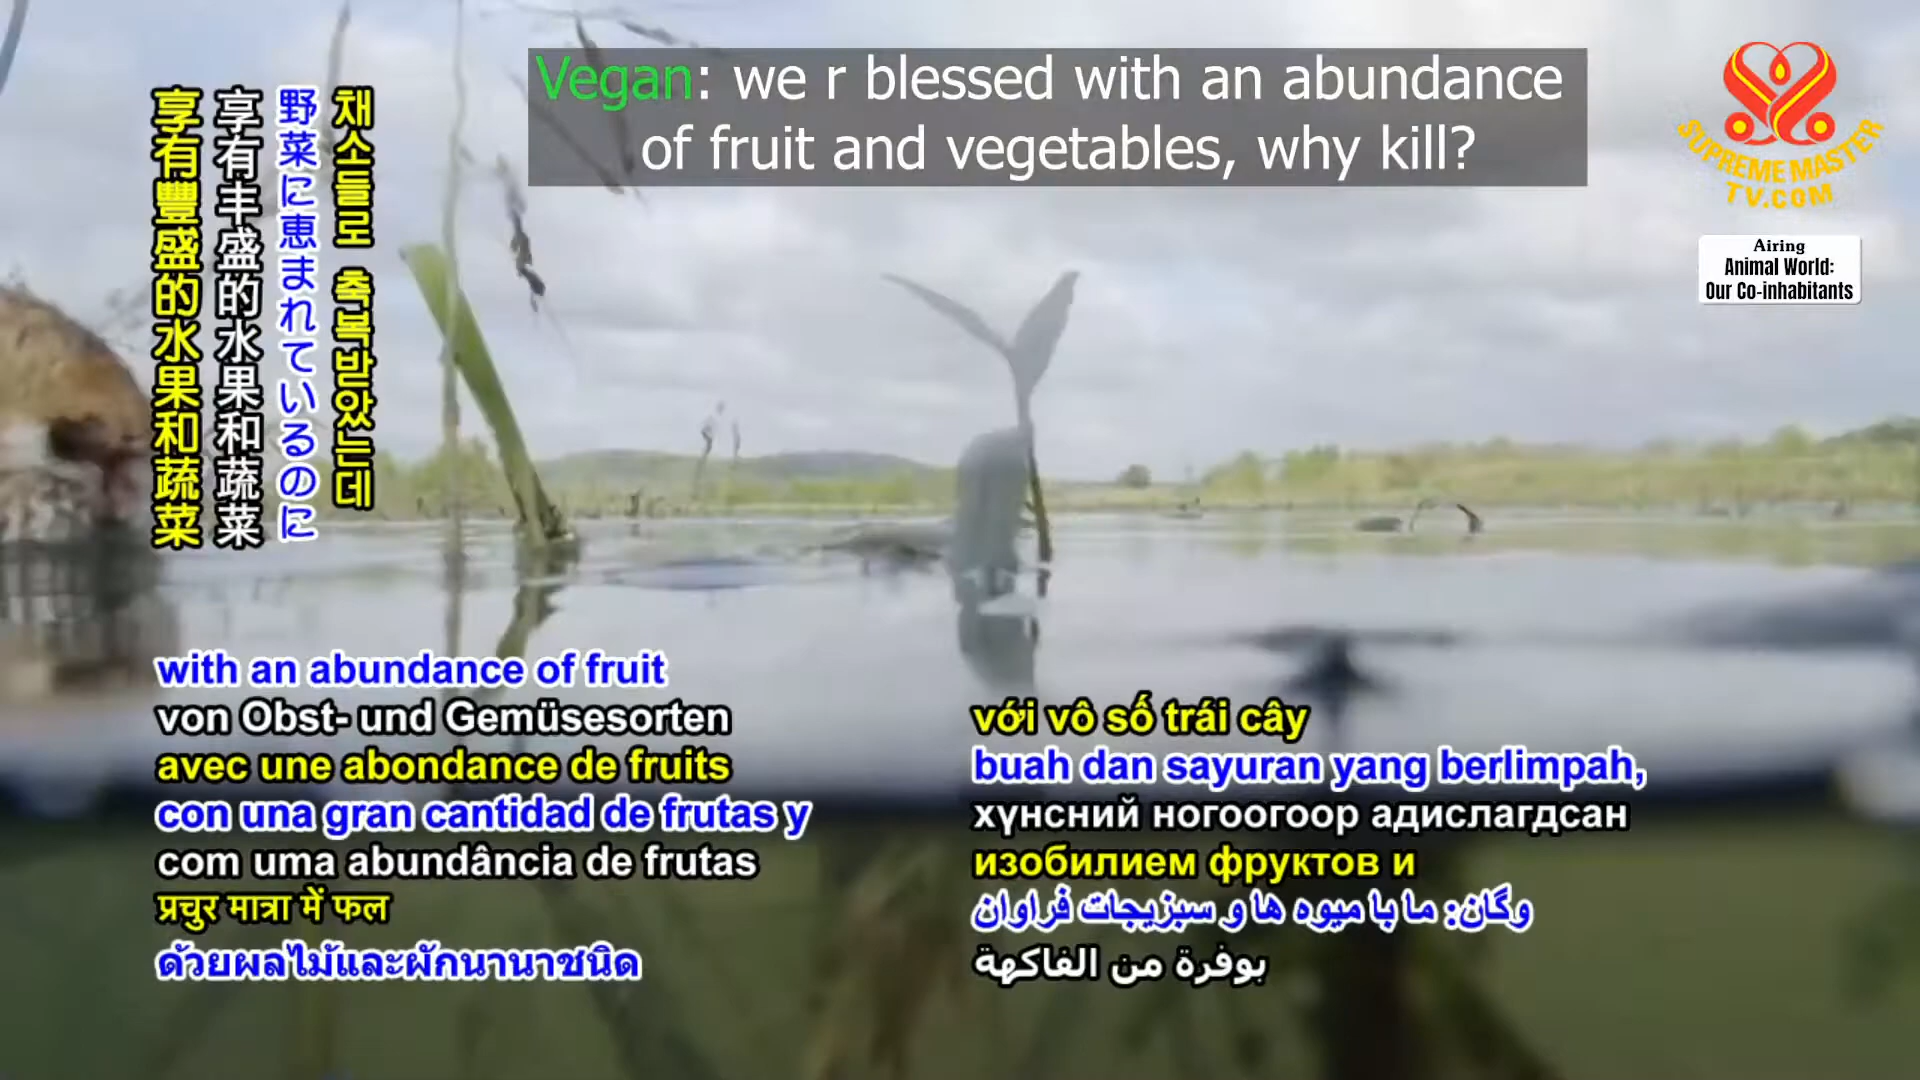 Vegan: we r blessed with an abundance
of fruit and vegetables, why kill?
SUPREME MASTER
TV.COM
Airing
Animal World:
Our Co-inhabitants
채소들로 축복받았는데
野菜に恵まれているのに
享有丰盛的水果和蔬菜
享有豐盛的水果和蔬菜
with an abundance of fruit
von Obst- und Gemüsesorten
avec une abondance de fruits
con una gran cantidad de frutas y
com uma abundância de frutas
प्रचुर मात्रा में फल
ด้วยผลไม้และผักนานาชนิด
với vô số trái cây
buah dan sayuran yang berlimpah,
хүнсний ногоогоор адислагдсан
изобилием фруктов и
وگان: ما با میوه ها و سبزیجات فراوان
بوفرة من الفاكهة